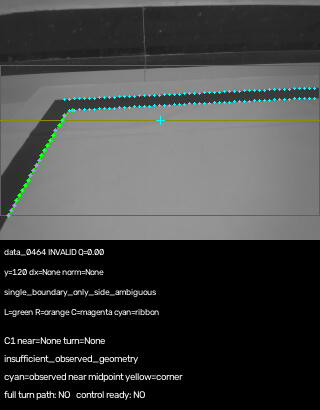 data_0464 INVALID Q=0.00
y=120 dx=None norm=None
single_boundary_only_side_ambiguous
L=green R=orange C=magenta cyan=ribbon
C1 near=None turn=None
insufficient_observed_geometry
cyan=observed near midpoint yellow=corner
full turn path: NO control ready: NO